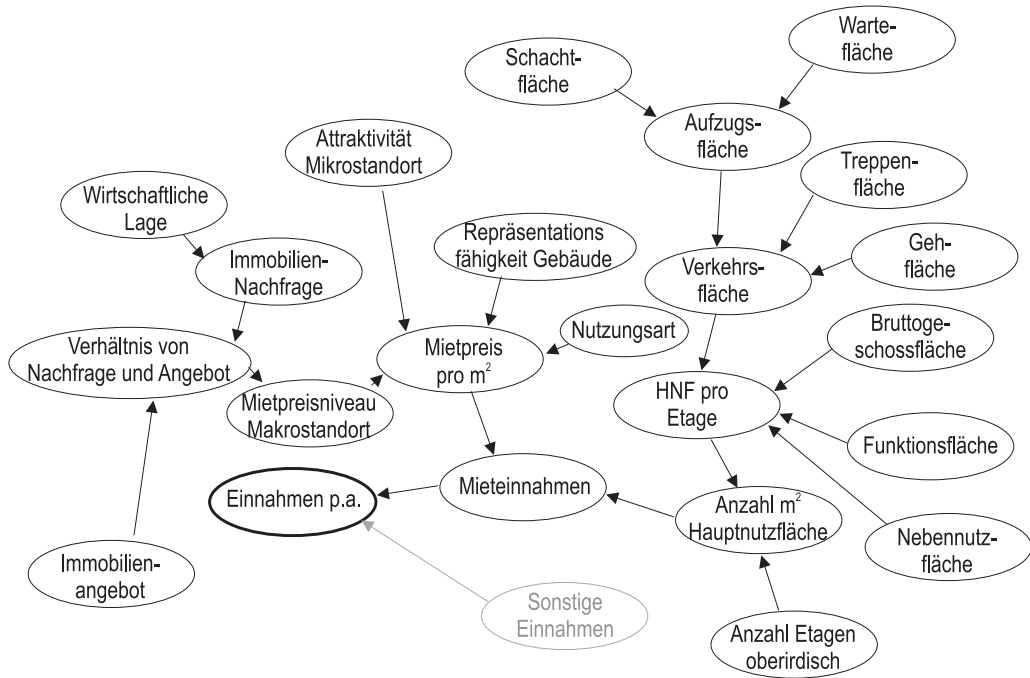 Warte-
fläche
Schacht-
fläche
Aufzugs-
fläche
Attraktivität
Mikrostandort
Treppen-
fläche
Wirtschaftliche
Lage
Repräsentations
fähigkeit Gebäude
Geh-
fläche
Immobilien-
Nachfrage
Verkehrs-
fläche
Bruttoge-
schossfläche
Nutzungsart
Verhältnis von
Nachfrage und Angebot
Mietpreis
pro m²
HNF pro
Etage
Mietpreisniveau
Makrostandort
Funktionsfläche
Einnahmen p.a.
Mieteinnahmen
Anzahl m²
Hauptnutzfläche
Nebennutz-
fläche
Immobilien-
angebot
Sonstige
Einnahmen
Anzahl Etagen
oberirdisch